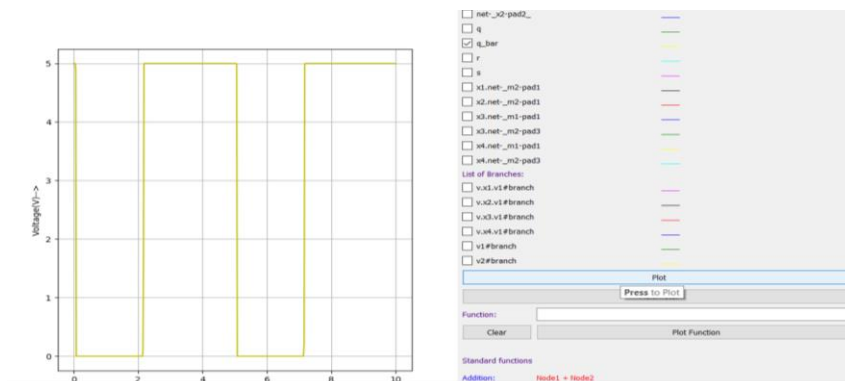 5
4
3
2
1
0
Voltage(V)-->
0 2 4 6 8 10
net-_x2-pad2_
q
q_bar
r
s
x1.net-_m2-pad1
x2.net-_m2-pad1
x3.net-_m1-pad1
x3.net-_m2-pad3
x4.net-_m1-pad1
x4.net-_m2-pad3
List of Branches:
v.x1.v1#branch
v.x2.v1#branch
v.x3.v1#branch
v.x4.v1#branch
v1#branch
v2#branch
Plot
Press to Plot
Function:
Clear Plot Function
Standard functions
Addition: Node1 + Node2